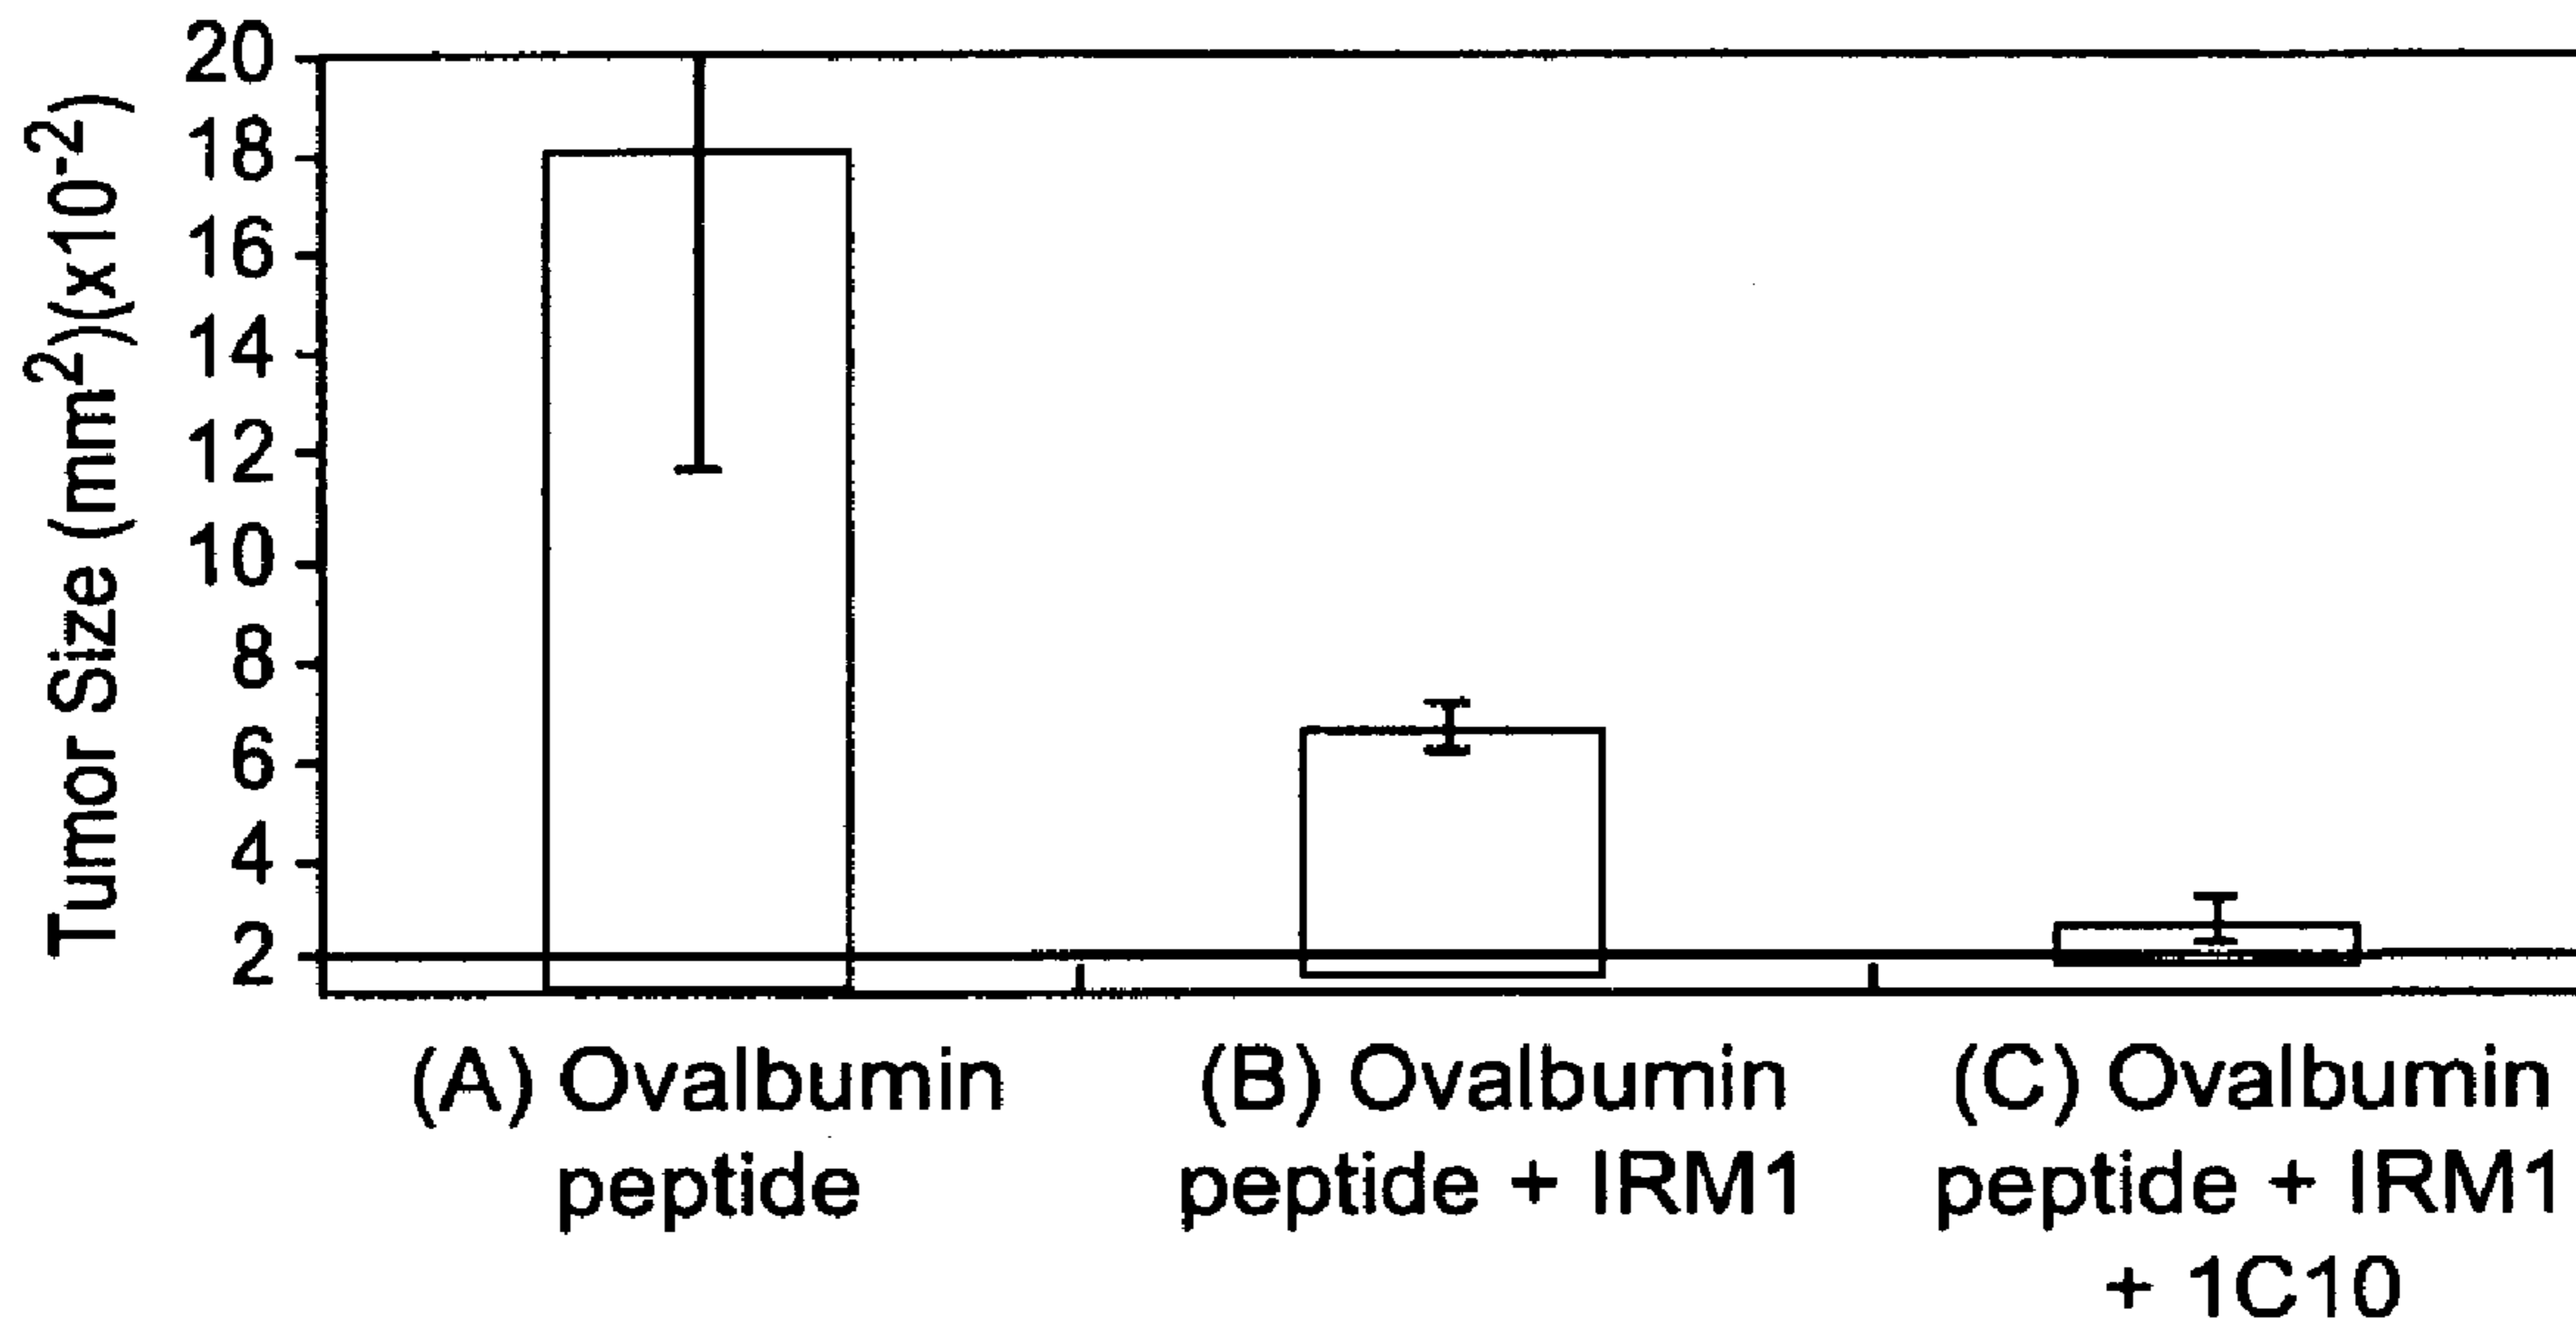 Tumor Size (mm²)(x10⁻²)
20
18
16
14
12
10
8
6
4
2
(A) Ovalbumin
peptide
(B) Ovalbumin
peptide + IRM1
(C) Ovalbumin
peptide + IRM1
+ 1C10